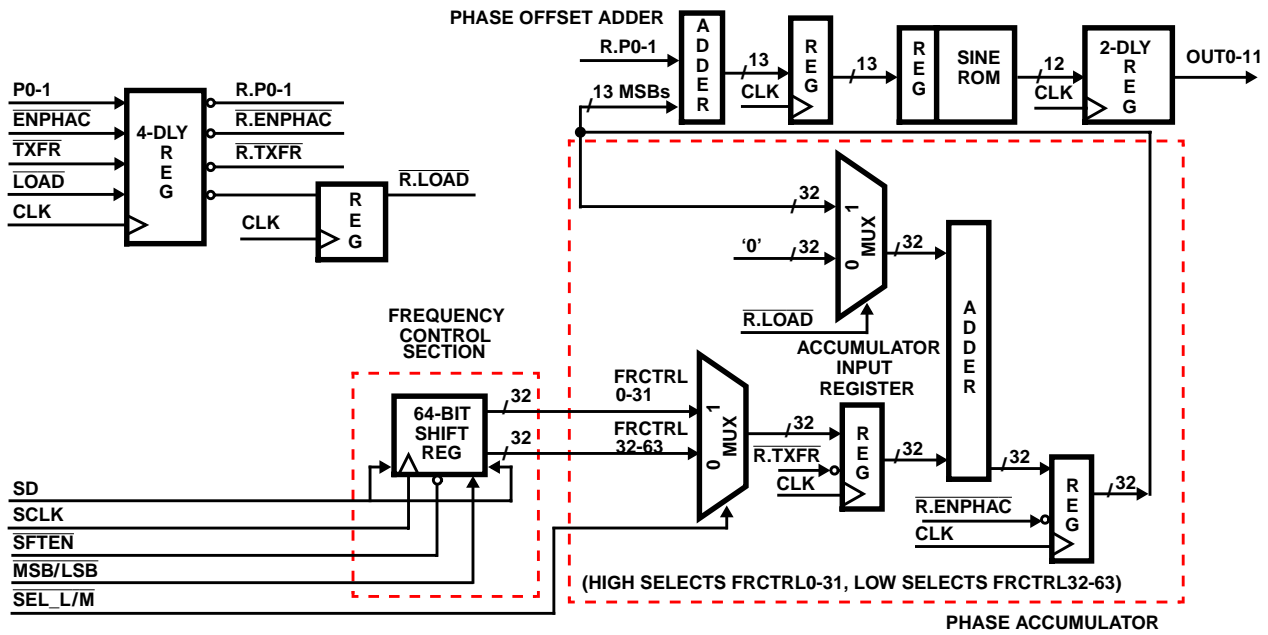 PHASE OFFSET ADDER
R.P0-1
13 MSBs
ADDER
13
CLK
REG
13
REG
SINE
ROM
12
CLK
2-DLY
REG
OUT0-11
P0-1
ENPHAC
TXFR
LOAD
CLK
4-DLY
REG
R.P0-1
R.ENPHAC
R.TXFR
CLK
REG
R.LOAD
32
'0'
32
1
MUX
0
32
R.LOAD
ADDER
FREQUENCY
CONTROL
SECTION
64-BIT
SHIFT
REG
32
32
FRCTRL
0-31
FRCTRL
32-63
1
MUX
0
ACCUMULATOR
INPUT
REGISTER
32
R.TXFR
CLK
REG
32
32
R.ENPHAC
CLK
REG
32
SD
SCLK
SFTEN
MSB/LSB
SEL_L/M
(HIGH SELECTS FRCTRL0-31, LOW SELECTS FRCTRL32-63)
PHASE ACCUMULATOR